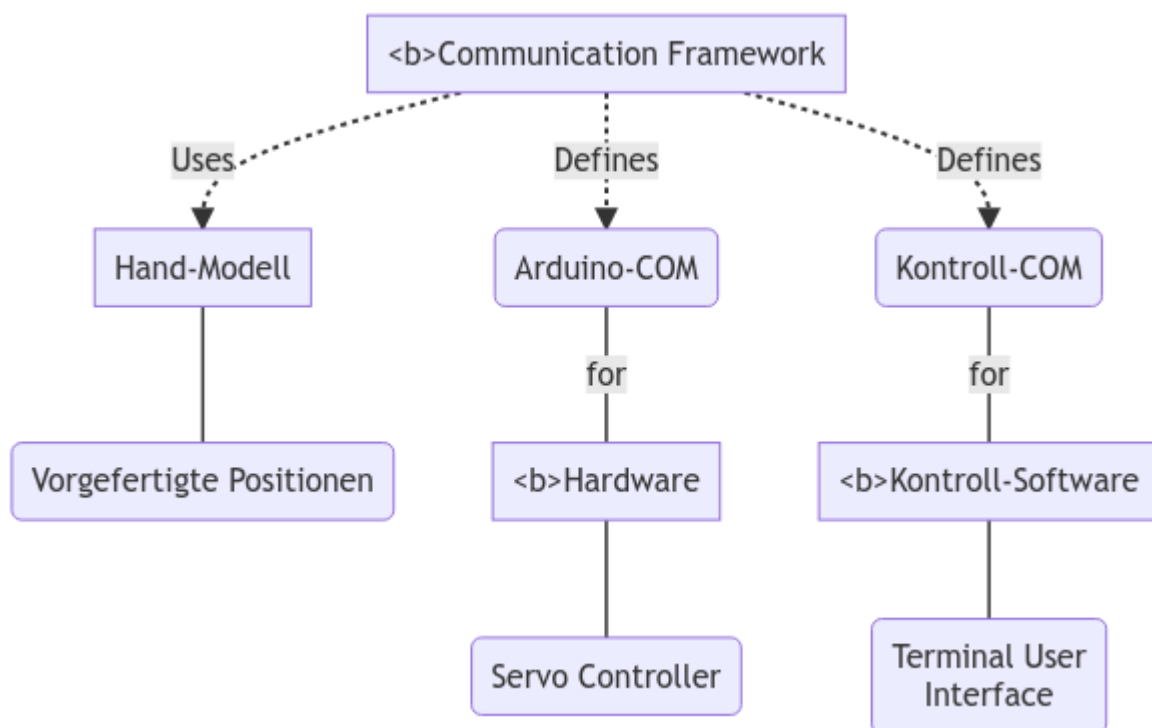 <b>Communication Framework
Uses
Defines
Defines
Hand-Modell
Arduino-COM
Kontroll-COM
for
for
Vorgefertigte Positionen
<b>Hardware
<b>Kontroll-Software
Servo Controller
Terminal User
Interface